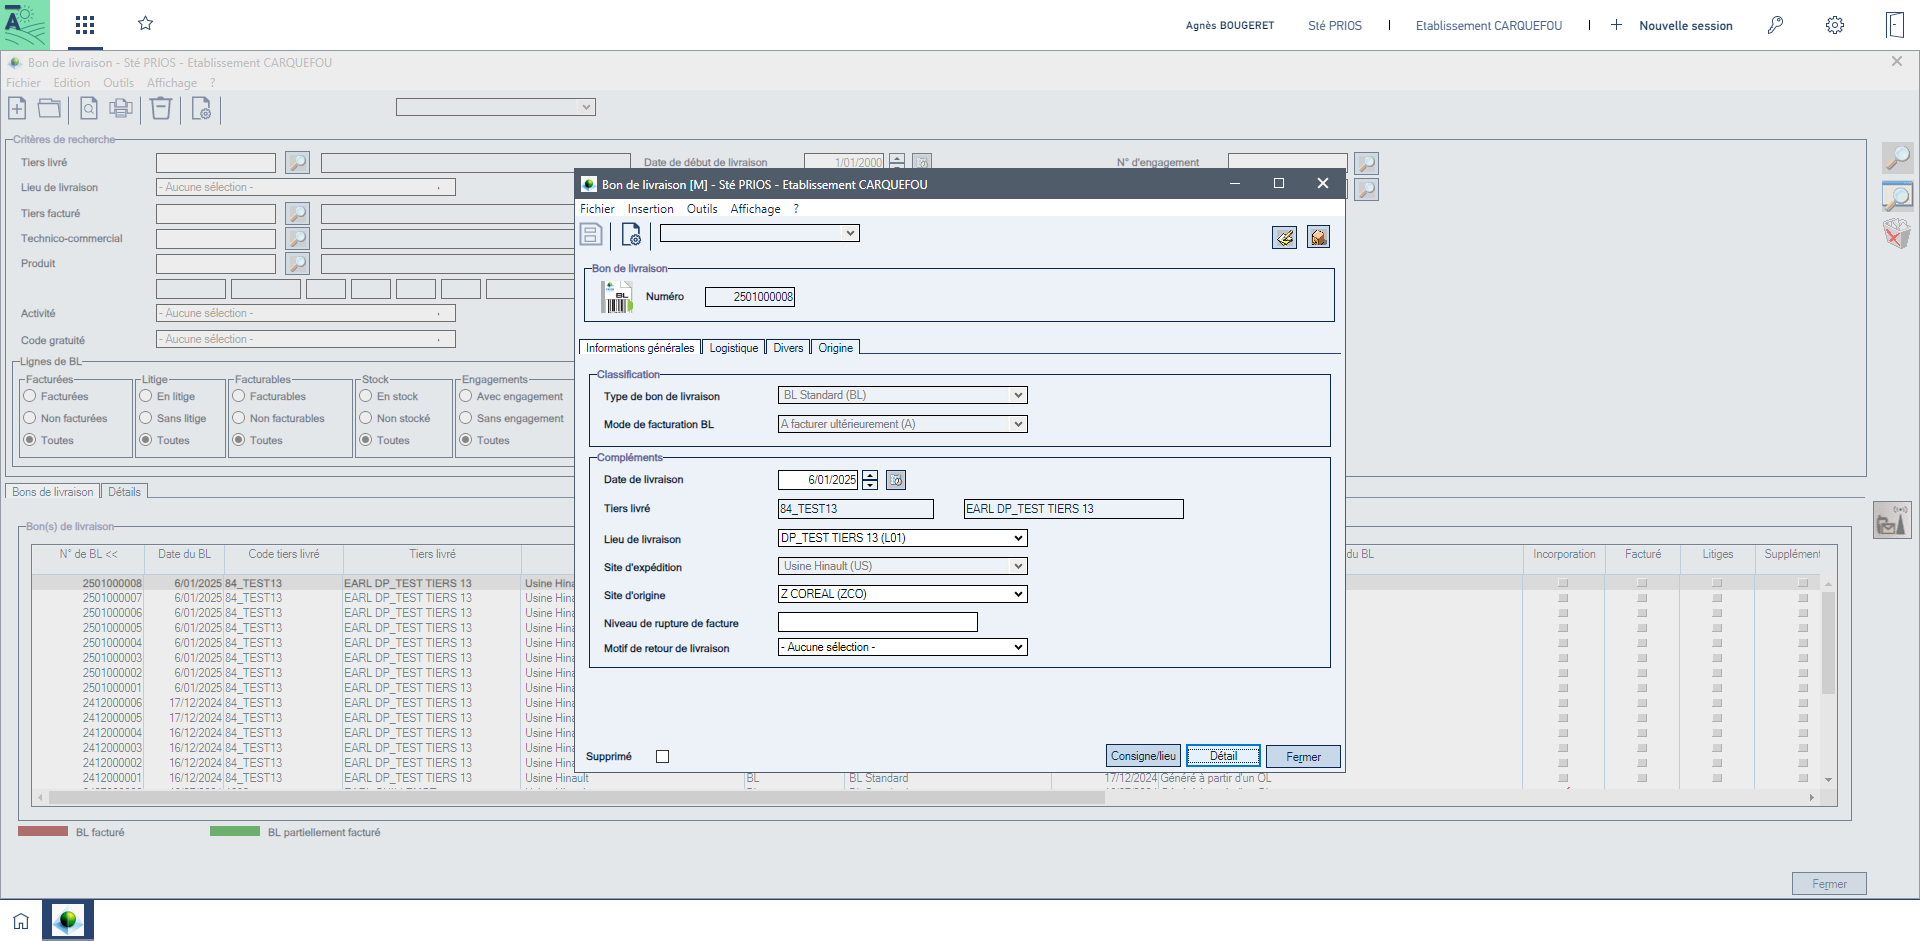 Agnès BOUGERET
Sté PRIOS
Etablissement CARQUEFOU
Nouvelle session
Bon de livraison - Sté PRIOS - Etablissement CARQUEFOU
Fichier Edition Outils Affichage ?
Critères de recherche
Tiers livré
Date de début de livraison 1/01/2000
N° d'engagement
Lieu de livraison - Aucune sélection -
Tiers facturé
Technico-commercial
Produit
Activité - Aucune sélection -
Code gratuité - Aucune sélection -
Lignes de BL
Facturées Litige Facturables Stock Engagements
Facturées En litige Facturables En stock Avec engagement
Non facturées Sans litige Non facturables Non stocké Sans engagement
Toutes Toutes Toutes Toutes Toutes
Bons de livraison Détails
Bon(s) de livraison
N° de BL << Date du BL Code tiers livré Tiers livré du BL Incorporation Facturé Litiges Supplément
2501000008 6/01/2025 84_TEST13 EARL DP_TEST TIERS 13 Usine Hina
2501000007 6/01/2025 84_TEST13 EARL DP_TEST TIERS 13 Usine Hina
2501000006 6/01/2025 84_TEST13 EARL DP_TEST TIERS 13 Usine Hina
2501000005 6/01/2025 84_TEST13 EARL DP_TEST TIERS 13 Usine Hina
2501000004 6/01/2025 84_TEST13 EARL DP_TEST TIERS 13 Usine Hina
2501000003 6/01/2025 84_TEST13 EARL DP_TEST TIERS 13 Usine Hina
2501000002 6/01/2025 84_TEST13 EARL DP_TEST TIERS 13 Usine Hina
2501000001 6/01/2025 84_TEST13 EARL DP_TEST TIERS 13 Usine Hina
2412000006 17/12/2024 84_TEST13 EARL DP_TEST TIERS 13 Usine Hina
2412000005 17/12/2024 84_TEST13 EARL DP_TEST TIERS 13 Usine Hina
2412000004 16/12/2024 84_TEST13 EARL DP_TEST TIERS 13 Usine Hina
2412000003 16/12/2024 84_TEST13 EARL DP_TEST TIERS 13 Usine Hina
2412000002 16/12/2024 84_TEST13 EARL DP_TEST TIERS 13 Usine Hina
2412000001 16/12/2024 84_TEST13 EARL DP_TEST TIERS 13 Usine Hinault BL BL Standard 17/12/2024 Généré à partir d'un OL
BL facturé BL partiellement facturé
Fermer
Bon de livraison [M] - Sté PRIOS - Etablissement CARQUEFOU
Fichier Insertion Outils Affichage ?
Bon de livraison
BL
Numéro 2501000008
Informations générales Logistique Divers Origine
Classification
Type de bon de livraison BL Standard (BL)
Mode de facturation BL A facturer ultérieurement (A)
Compléments
Date de livraison 6/01/2025
Tiers livré 84_TEST13 EARL DP_TEST TIERS 13
Lieu de livraison DP_TEST TIERS 13 (L01)
Site d'expédition Usine Hinault (US)
Site d'origine Z COREAL (ZCO)
Niveau de rupture de facture
Motif de retour de livraison - Aucune sélection -
Supprimé
Consigne/lieu Détail Fermer